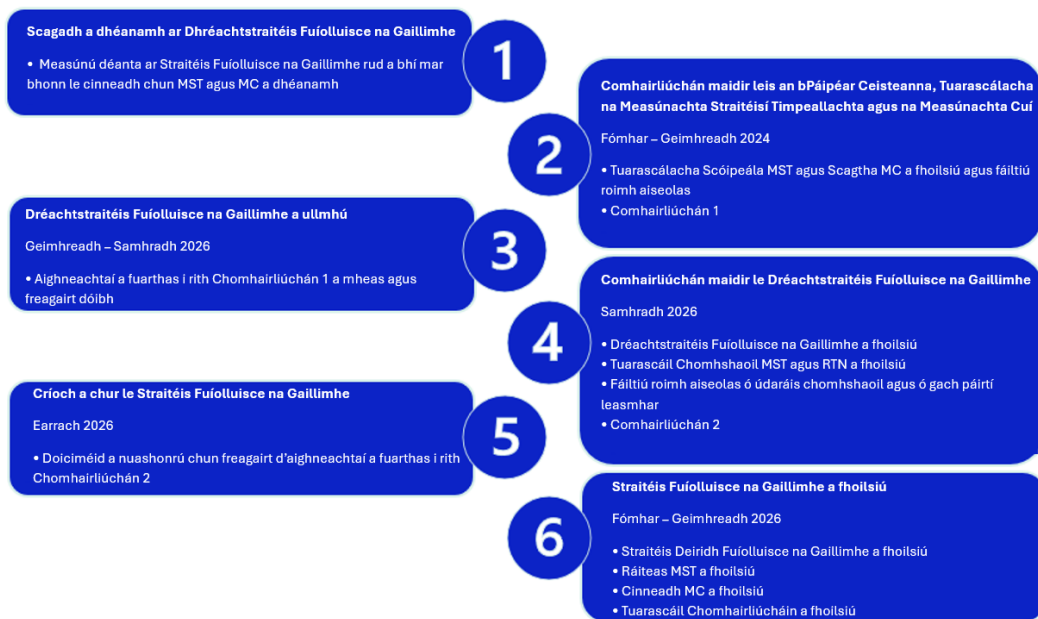 Scagadh a dhéanamh ar Dhréachtstraitéis Fuíolluisce na Gaillimhe
• Measúnú déanta ar Straitéis Fuíolluisce na Gaillimhe rud a bhí mar
bhonn le cinneadh chun MST agus MC a dhéanamh
1
Comhairliúchán maidir leis an bPáipéar Ceisteanna, Tuarascálacha
na Measúnachta Straitéisí Timpeallachta agus na Measúnachta Cuí
Fómhar – Geimhreadh 2024
• Tuarascálacha Scóipeála MST agus Scagtha MC a fhoilsiú agus fáiltiú
roimh aiseolas
• Comhairliúchán 1
2
Dréachtstraitéis Fuíolluisce na Gaillimhe a ullmhú
Geimhreadh – Samhradh 2026
• Aighneachtaí a fuarthas i rith Chomhairliúchán 1 a mheas agus
freagairt dóibh
3
Comhairliúchán maidir le Dréachtstraitéis Fuíolluisce na Gaillimhe
Samhradh 2026
• Dréachtstraitéis Fuíolluisce na Gaillimhe a fhoilsiú
• Tuarascáil Chomhshaoil MST agus RTN a fhoilsiú
• Fáiltiú roimh aiseolas ó údaráis chomhshaoil agus ó gach páirtí
leasmhar
• Comhairliúchán 2
4
Críoch a chur le Straitéis Fuíolluisce na Gaillimhe
Earrach 2026
• Doiciméid a nuashonrú chun freagairt d’aighneachtaí a fuarthas i rith
Chomhairliúchán 2
5
Straitéis Fuíolluisce na Gaillimhe a fhoilsiú
Fómhar – Geimhreadh 2026
• Straitéis Deiridh Fuíolluisce na Gaillimhe a fhoilsiú
• Ráiteas MST a fhoilsiú
• Cinneadh MC a fhoilsiú
• Tuarascáil Chomhairliúcháin a fhoilsiú
6